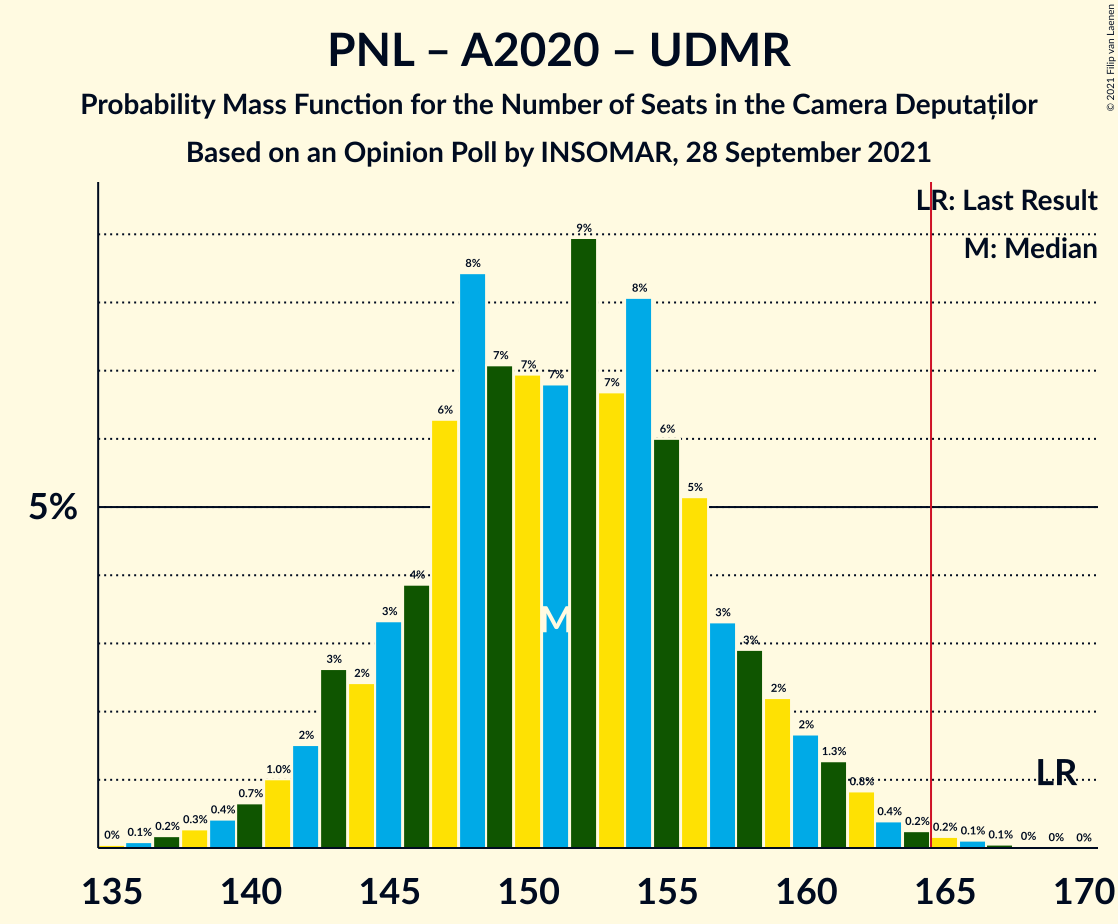 PNL – A2020 – UDMR
Probability Mass Function for the Number of Seats in the Camera Deputaților
Based on an Opinion Poll by INSOMAR, 28 September 2021
© 2021 Filip van Laenen
LR: Last Result
M: Median
5%
0% 0.1% 0.2% 0.3% 0.4% 0.7% 1.0% 2% 3% 2% 3% 4% 6% 8% 7% 7% 7% 9% 7% 8% 6% 5% 3% 3% 2% 2% 1.3% 0.8% 0.4% 0.2% 0.2% 0.1% 0.1% 0% 0% 0%
M
LR
135 140 145 150 155 160 165 170